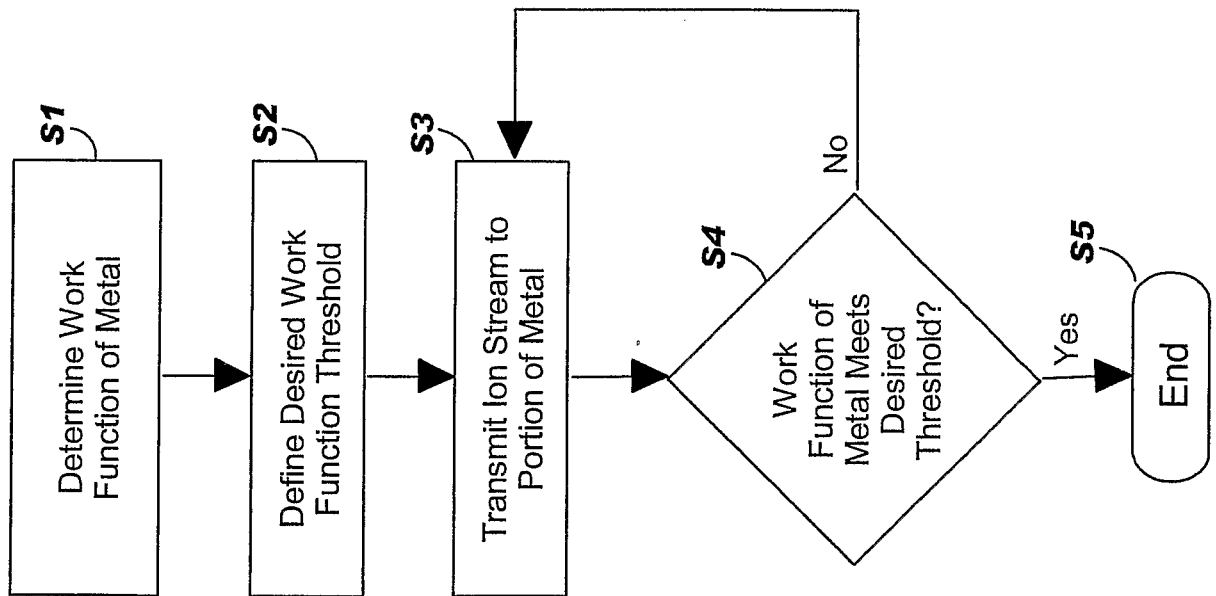 S1
Determine Work
Function of Metal
S2
Define Desired Work
Function Threshold
S3
Transmit Ion Stream to
Portion of Metal
S4
Work
Function of
Metal Meets
Desired
Threshold?
No
Yes
S5
End